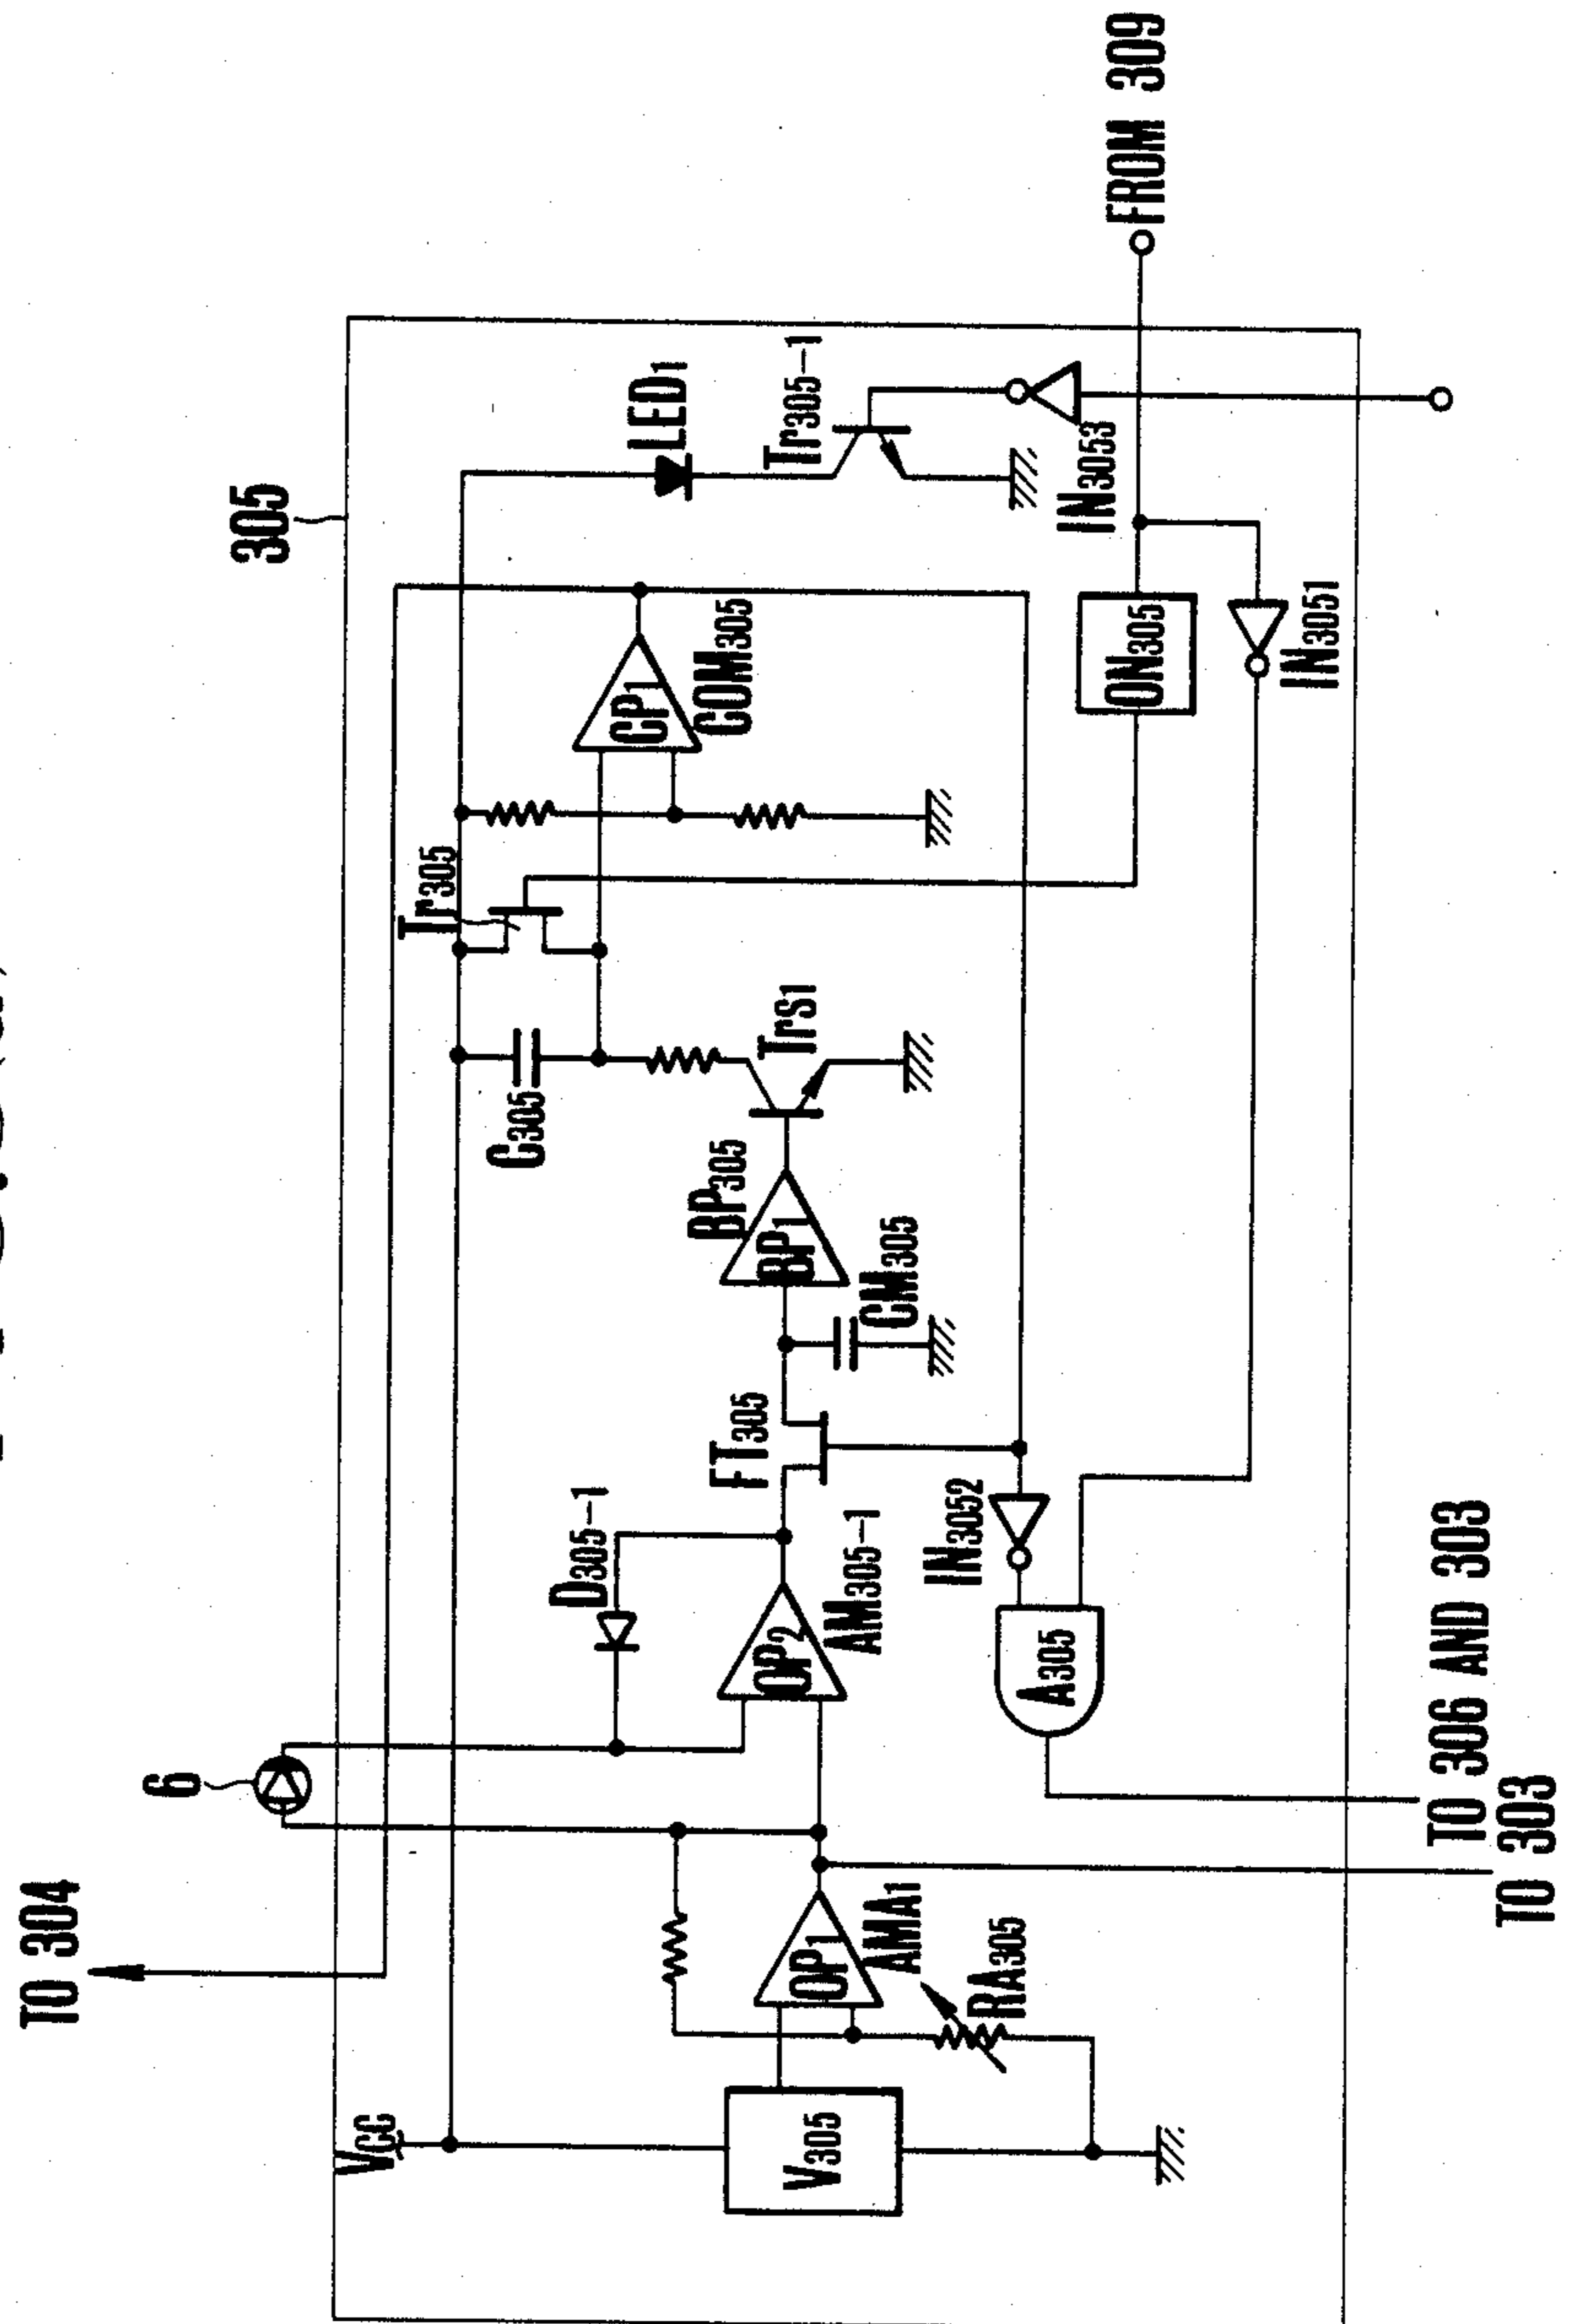 TO 304
6
305
VCC
V305
OP1
AMA1
RA305
D305-1
OP2
AM305-1
FT305
CM305
BP305
BP1
TrS1
C305
Tr305
CP1
COM305
LED1
Tr305-1
IN3053
ON305
IN3051
IN3052
A305
FROM 309
TO 306 AND 303
TO 303